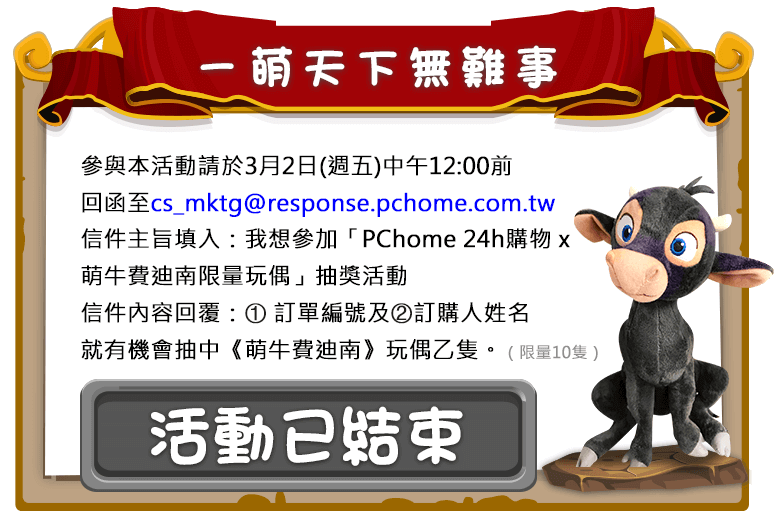 一萌天下無難事
參與本活動請於3月2日(週五)中午12:00前
回函至cs_mktg@response.pchome.com.tw
信件主旨填入：我想參加「PChome 24h購物 x
萌牛費迪南限量玩偶」抽獎活動
信件內容回覆：① 訂單編號及②訂購人姓名
就有機會抽中《萌牛費迪南》玩偶乙隻。（限量10隻）
活動已結束